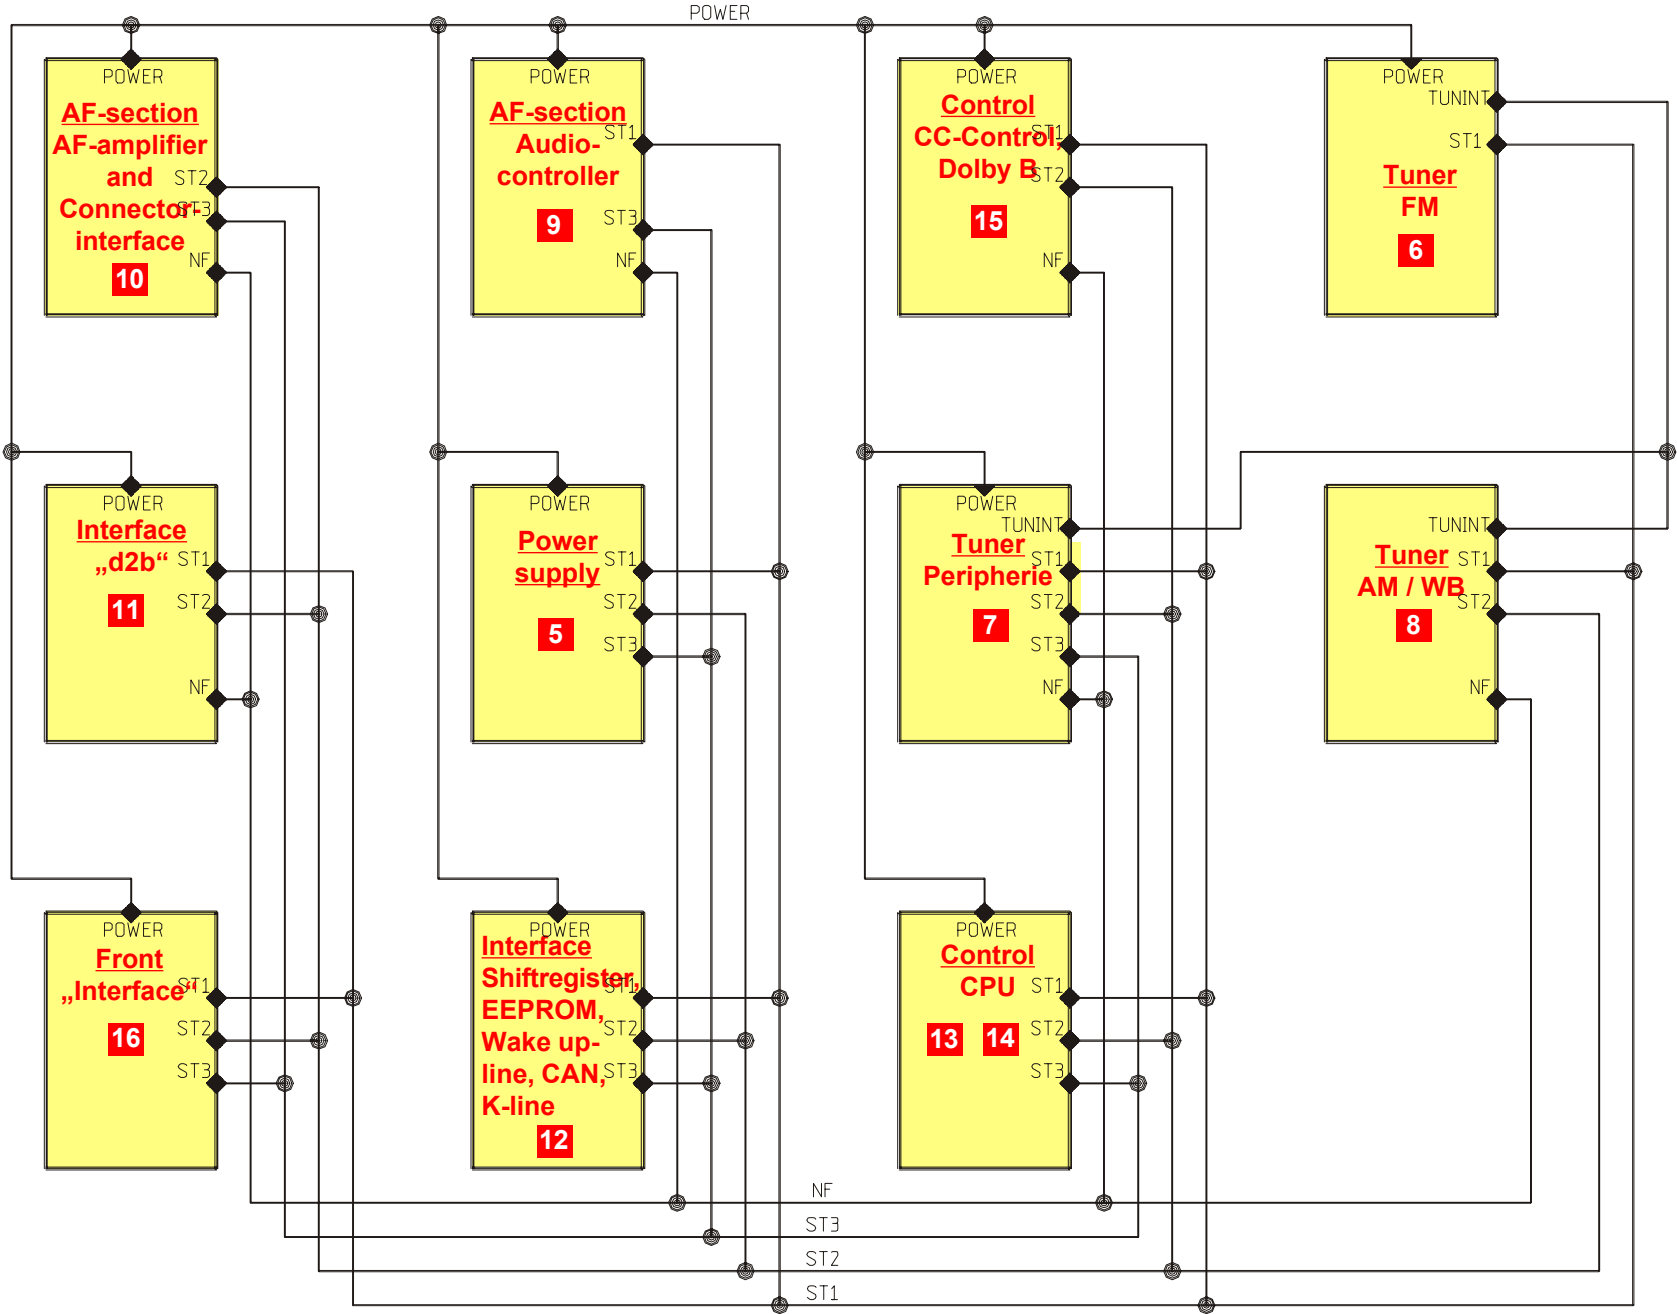 POWER
POWER
AF-section
AF-amplifier
and
Connector-
interface
10
ST2
ST3
NF
POWER
AF-section
Audio-
controller
9
ST1
ST3
NF
POWER
Control
CC-Control,
Dolby B
15
ST1
ST2
NF
POWER
TUNINT
ST1
Tuner
FM
6
POWER
Interface
„d2b“
11
ST1
ST2
NF
POWER
Power
supply
5
ST1
ST2
ST3
POWER
TUNINT
Tuner
Peripherie
7
ST1
ST2
ST3
NF
TUNINT
Tuner
AM / WB
8
ST1
ST2
NF
POWER
Front
„Interface“
16
ST1
ST2
ST3
POWER
Interface
Shiftregister,
EEPROM,
Wake up-
line, CAN,
K-line
12
ST1
ST2
ST3
POWER
Control
CPU
13 14
ST1
ST2
ST3
NF
ST3
ST2
ST1